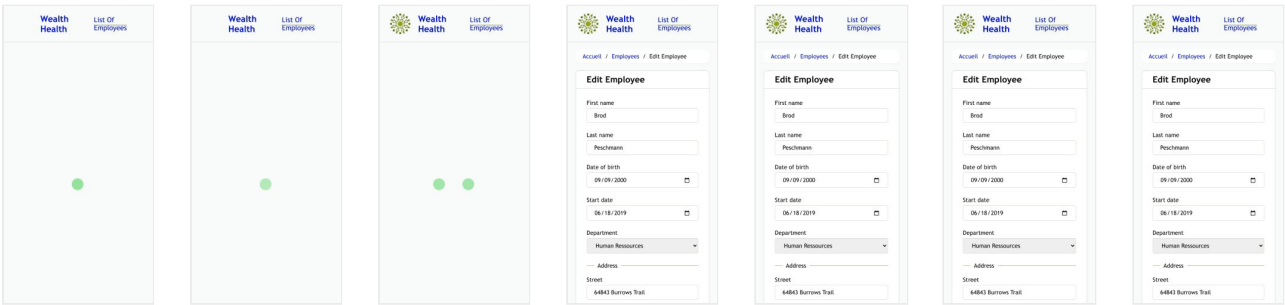 Wealth Health
List Of Employees
Wealth Health
List Of Employees
Wealth Health
List Of Employees
Wealth Health
List Of Employees
Accueil / Employees / Edit Employee
Edit Employee
First name
Brod
Last name
Peschmann
Date of birth
09/09/2000
Start date
06/18/2019
Department
Human Ressources
Address
Street
64843 Burrows Trail
Wealth Health
List Of Employees
Accueil / Employees / Edit Employee
Edit Employee
First name
Brod
Last name
Peschmann
Date of birth
09/09/2000
Start date
06/18/2019
Department
Human Ressources
Address
Street
64843 Burrows Trail
Wealth Health
List Of Employees
Accueil / Employees / Edit Employee
Edit Employee
First name
Brod
Last name
Peschmann
Date of birth
09/09/2000
Start date
06/18/2019
Department
Human Ressources
Address
Street
64843 Burrows Trail
Wealth Health
List Of Employees
Accueil / Employees / Edit Employee
Edit Employee
First name
Brod
Last name
Peschmann
Date of birth
09/09/2000
Start date
06/18/2019
Department
Human Ressources
Address
Street
64843 Burrows Trail